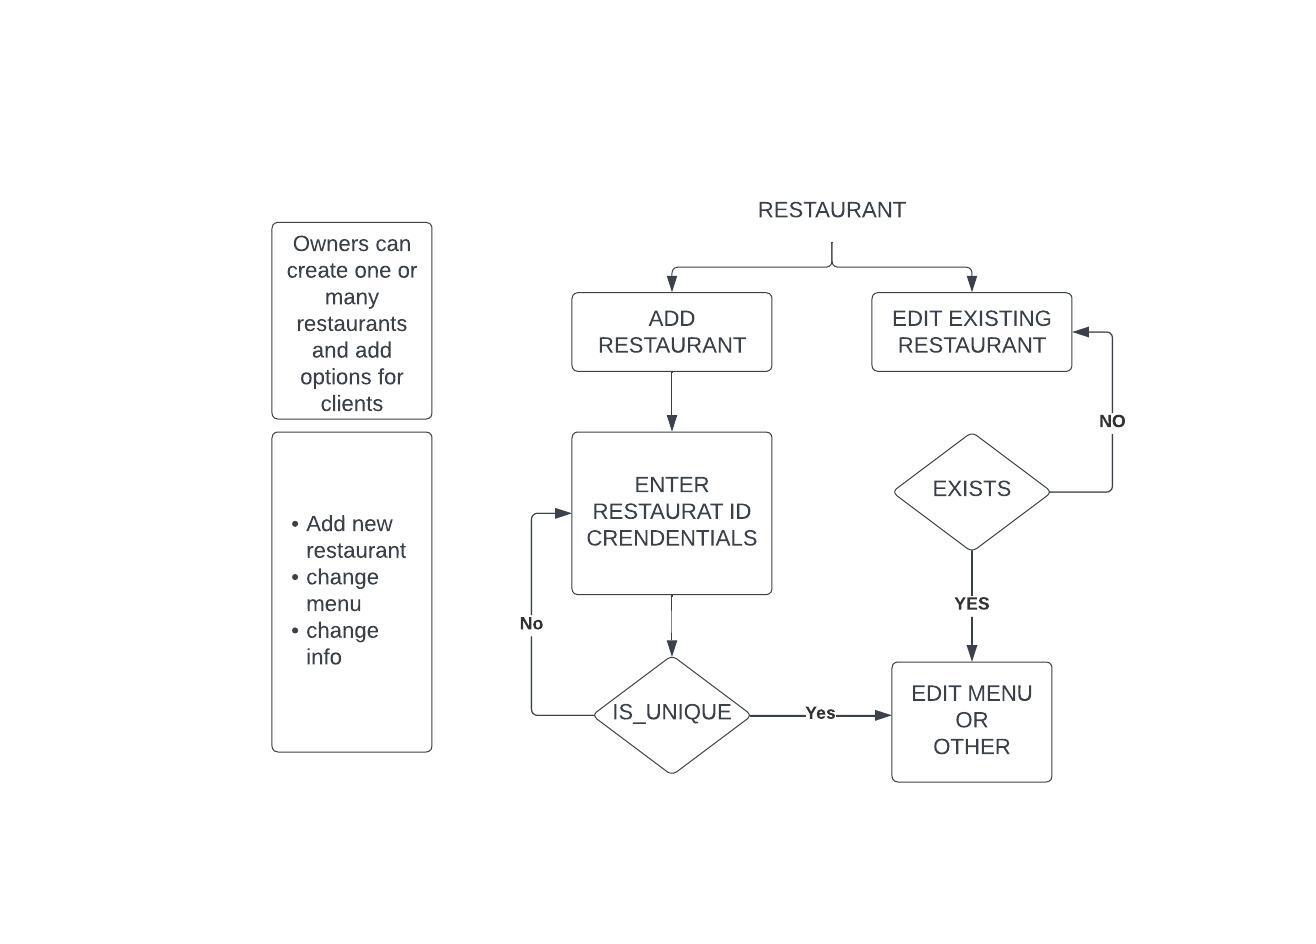 RESTAURANT
Owners can
create one or
many
restaurants
and add
options for
clients
ADD
RESTAURANT
EDIT EXISTING
RESTAURANT
NO
ENTER
RESTAURAT ID
CRENDENTIALS
EXISTS
• Add new
restaurant
• change
menu
• change
info
YES
No
IS_UNIQUE
Yes
EDIT MENU
OR
OTHER